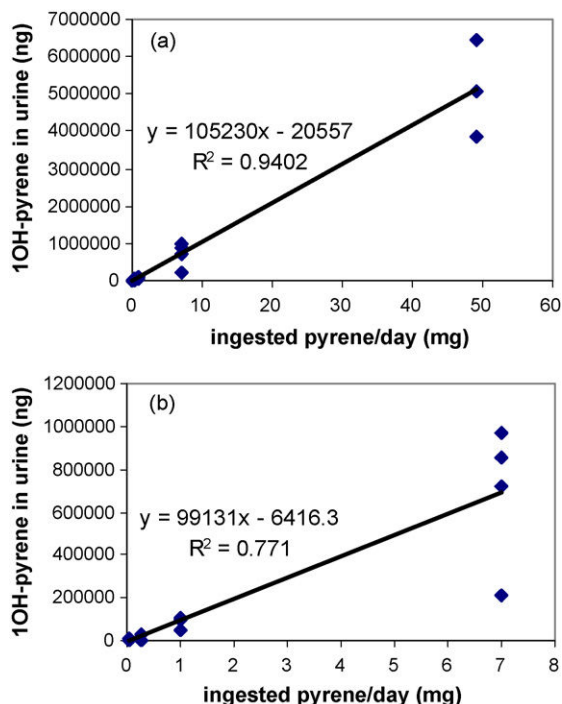 (a)
7000000
6000000
5000000
4000000
3000000
2000000
1000000
0
1OH-pyrene in urine (ng)
y = 105230x - 20557
R² = 0.9402
0 10 20 30 40 50 60
ingested pyrene/day (mg)
(b)
1200000
1000000
800000
600000
400000
200000
0
1OH-pyrene in urine (ng)
y = 99131x - 6416.3
R² = 0.771
0 1 2 3 4 5 6 7 8
ingested pyrene/day (mg)